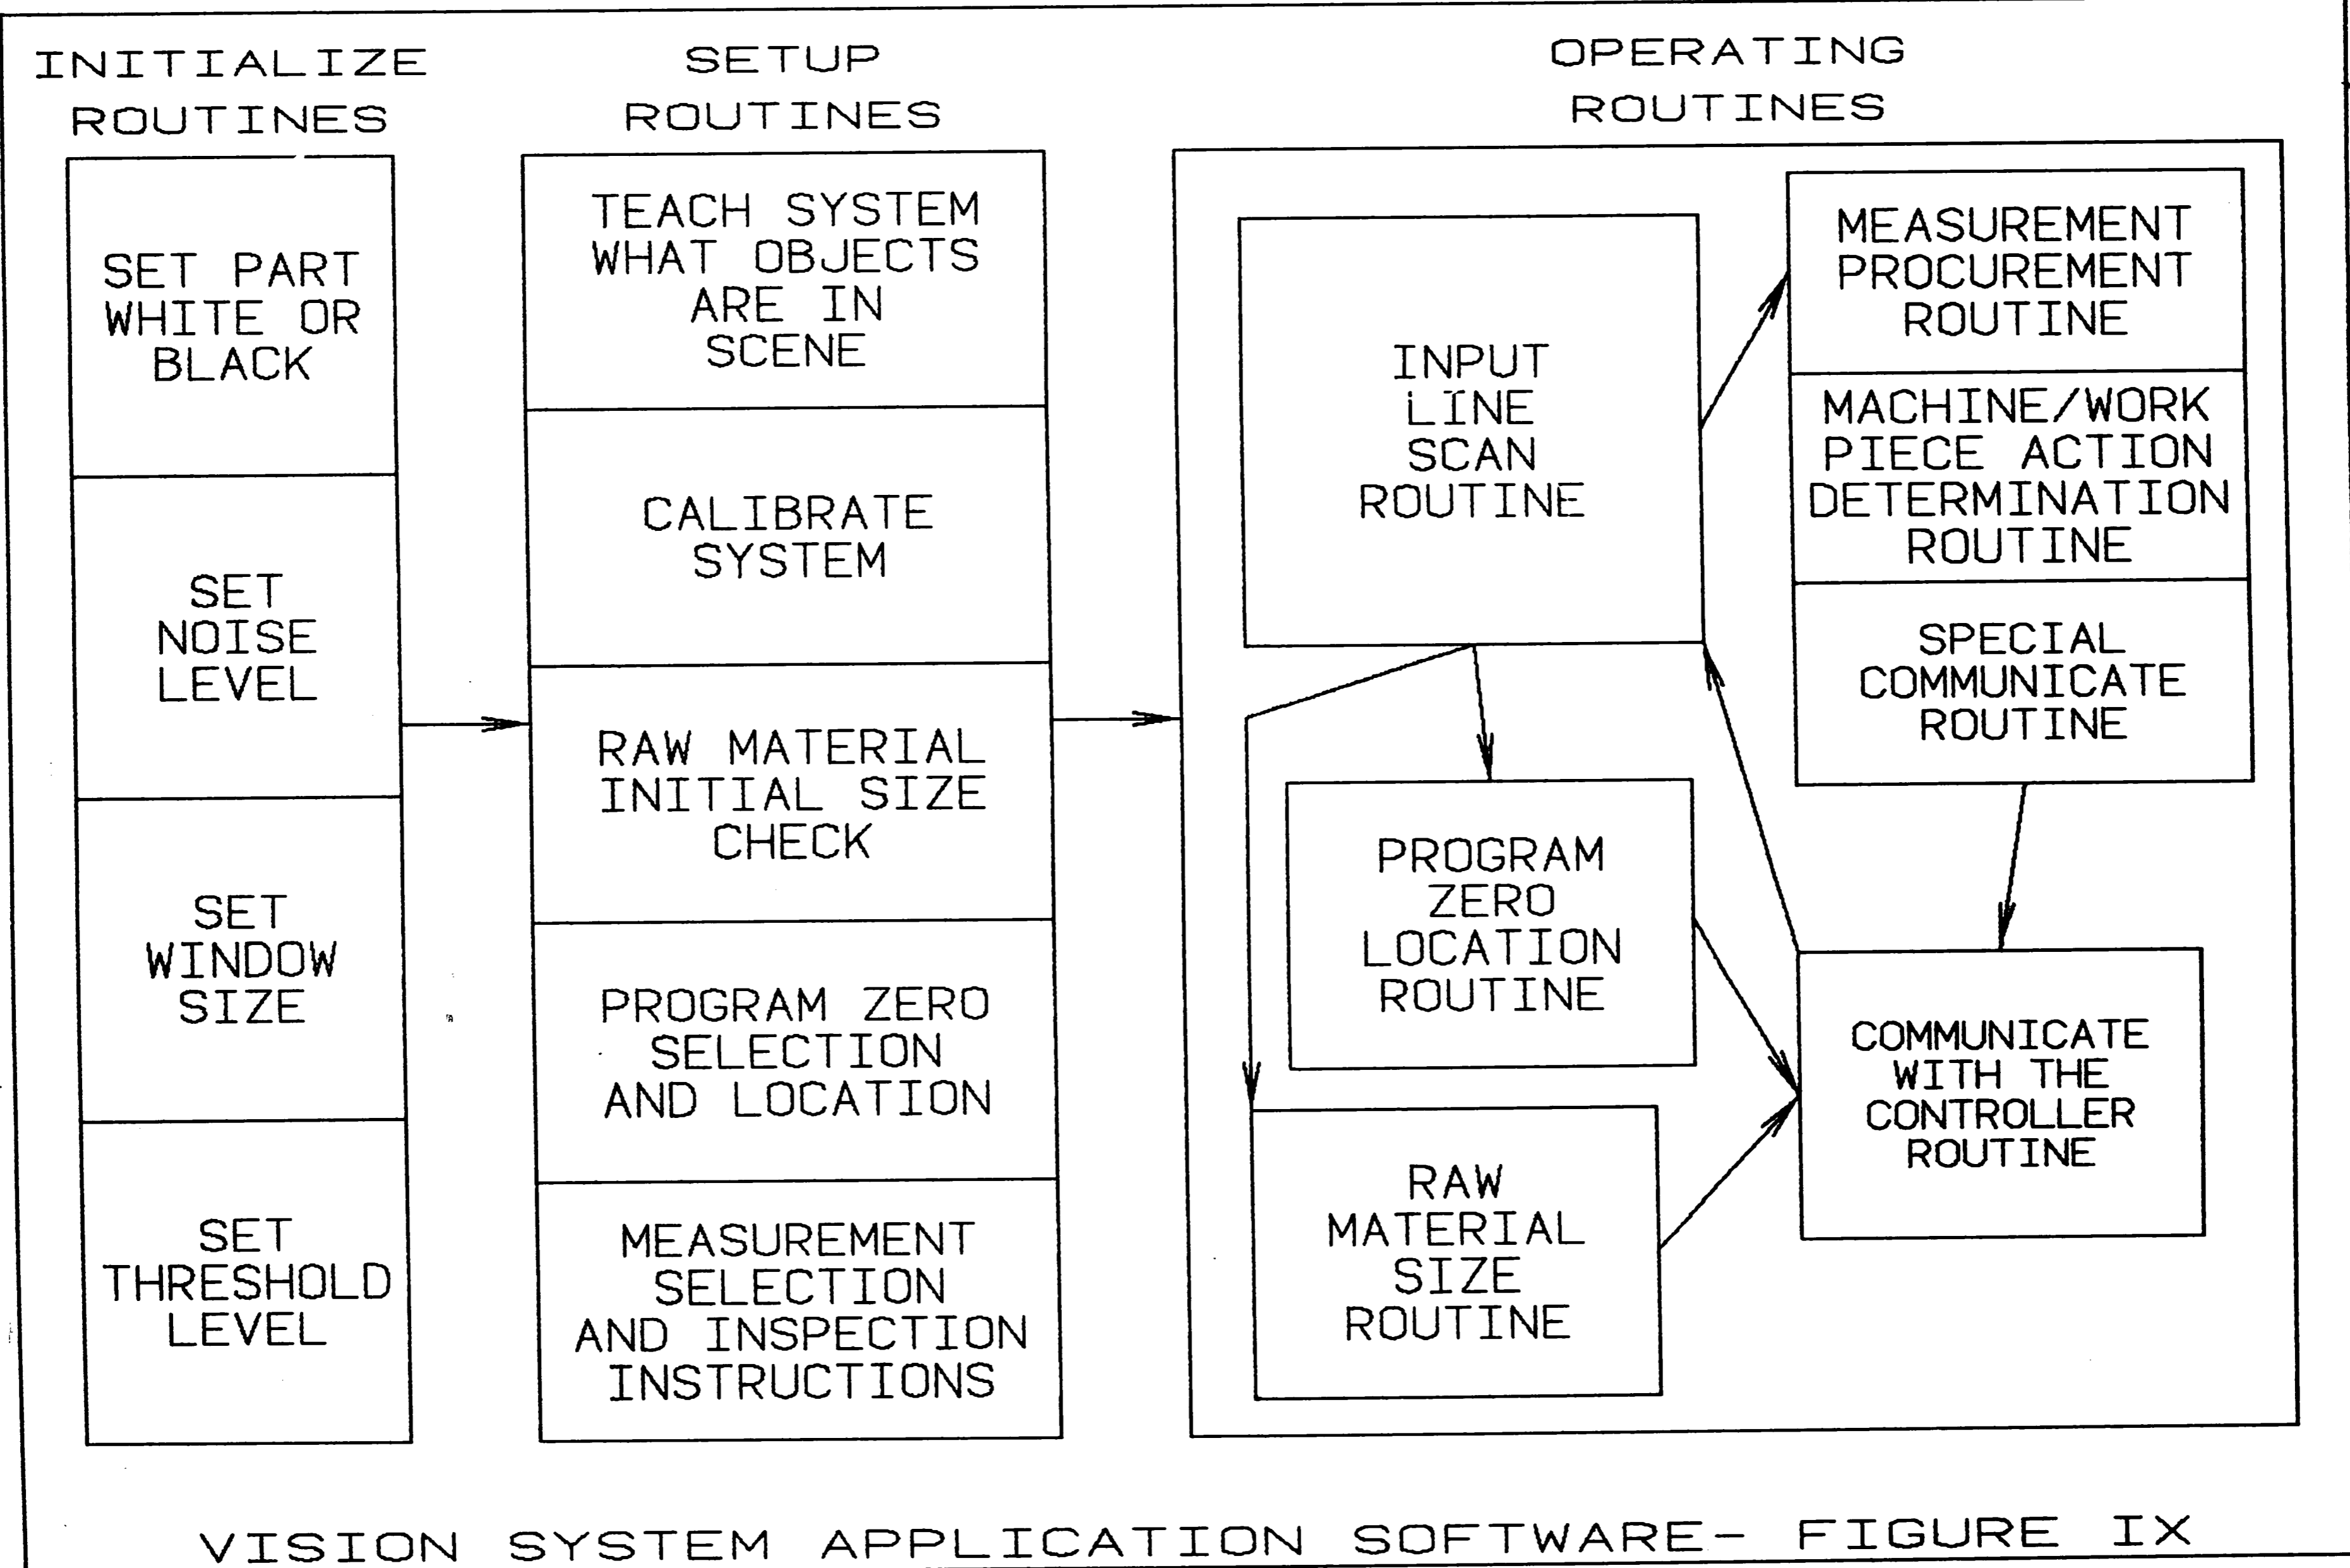 INITIALIZE
ROUTINES
SET PART
WHITE OR
BLACK
SET
NOISE
LEVEL
SET
WINDOW
SIZE
SET
THRESHOLD
LEVEL
SETUP
ROUTINES
TEACH SYSTEM
WHAT OBJECTS
ARE IN
SCENE
CALIBRATE
SYSTEM
RAW MATERIAL
INITIAL SIZE
CHECK
PROGRAM ZERO
SELECTION
AND LOCATION
MEASUREMENT
SELECTION
AND INSPECTION
INSTRUCTIONS
OPERATING
ROUTINES
INPUT
LINE
SCAN
ROUTINE
MEASUREMENT
PROCUREMENT
ROUTINE
MACHINE/WORK
PIECE ACTION
DETERMINATION
ROUTINE
SPECIAL
COMMUNICATE
ROUTINE
PROGRAM
ZERO
LOCATION
ROUTINE
RAW
MATERIAL
SIZE
ROUTINE
COMMUNICATE
WITH THE
CONTROLLER
ROUTINE
VISION SYSTEM APPLICATION SOFTWARE- FIGURE IX